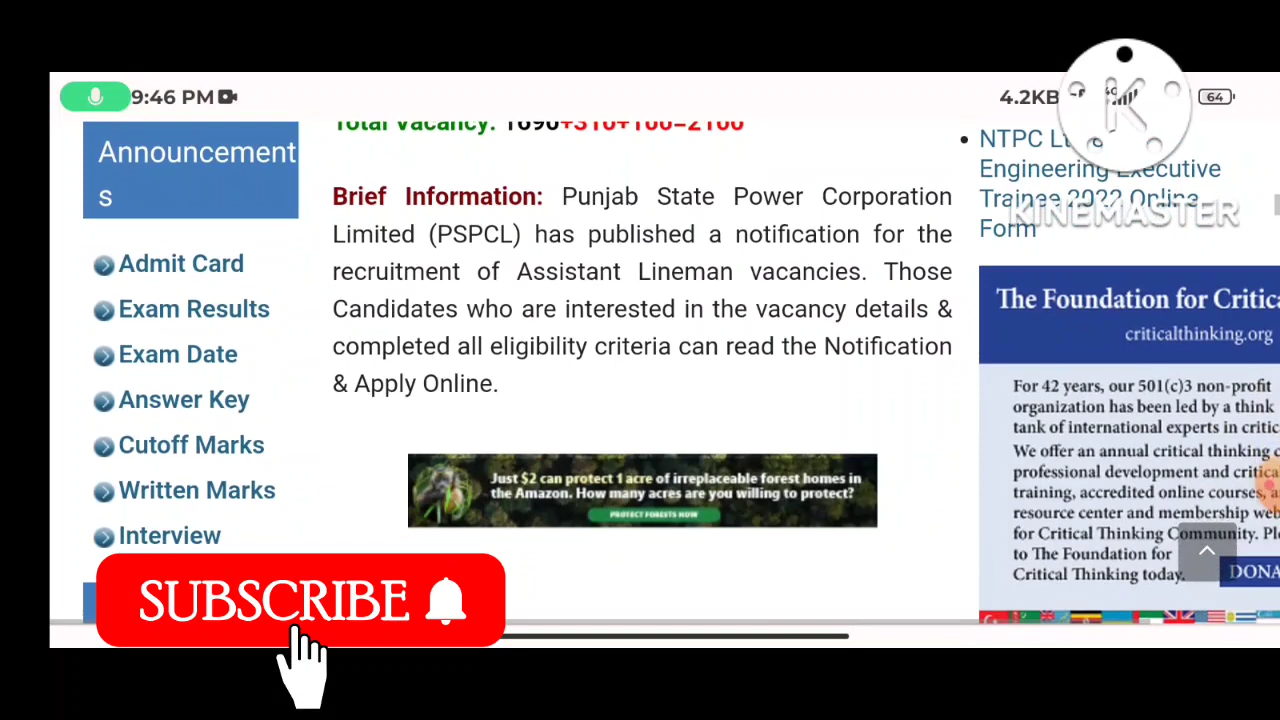 9:46 PM
4.2KB
64
KINEMASTER
Announcement
s
Admit Card
Exam Results
Exam Date
Answer Key
Cutoff Marks
Written Marks
Interview
Total Vacancy: 1690+310+100=2100
Brief Information: Punjab State Power Corporation
Limited (PSPCL) has published a notification for the
recruitment of Assistant Lineman vacancies. Those
Candidates who are interested in the vacancy details &
completed all eligibility criteria can read the Notification
& Apply Online.
Just $2 can protect 1 acre of irreplaceable forest homes in
the Amazon. How many acres are you willing to protect?
PROTECT FORESTS NOW
NTPC
Engineering Executive
Trainee 2022 Online
Form
The Foundation for Critica
criticalthinking.org
For 42 years, our 501(c)3 non-profit
organization has been led by a think
tank of international experts in critic
We offer an annual critical thinking c
professional development and critica
training, accredited online courses, a
resource center and membership web
for Critical Thinking Community. Ple
to The Foundation for
Critical Thinking today.
DONA
SUBSCRIBE